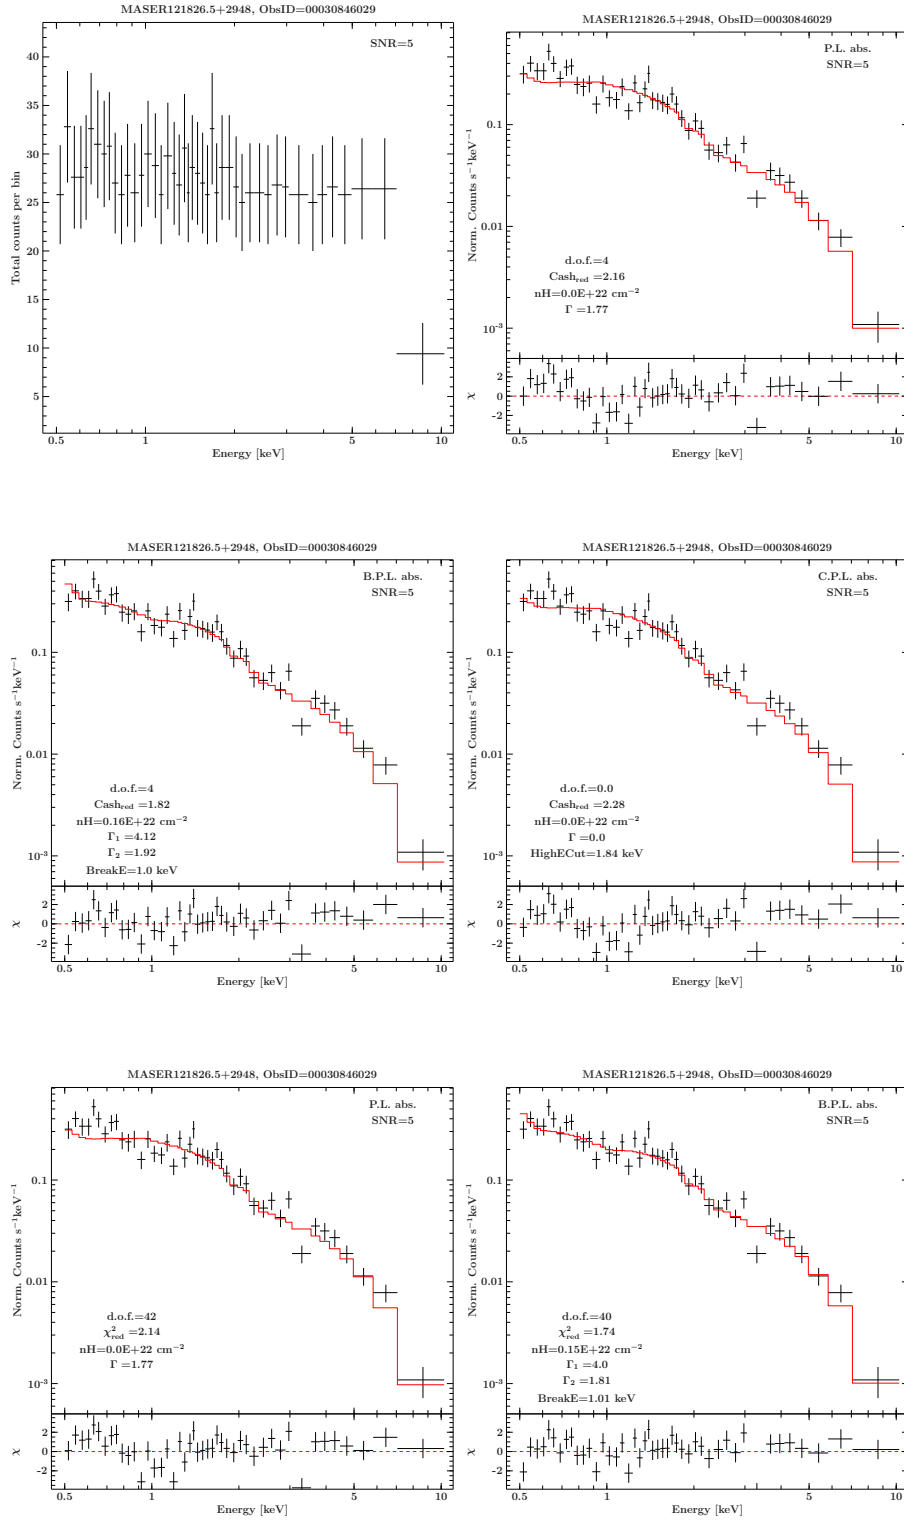 MASER121826.5+2948, ObsID=00030846029
SNR=5
40
35
30
25
20
15
10
5
Total counts per bin
0.5
1
5
10
Energy [keV]
MASER121826.5+2948, ObsID=00030846029
P.L. abs.
SNR=5
0.1
0.01
10⁻³
Norm. Counts s⁻¹keV⁻¹
d.o.f.=4
Cash_red =2.16
nH=0.0E+22 cm⁻²
Γ =1.77
2
0
−2
χ
0.5
1
5
10
Energy [keV]
MASER121826.5+2948, ObsID=00030846029
B.P.L. abs.
SNR=5
0.1
0.01
10⁻³
Norm. Counts s⁻¹keV⁻¹
d.o.f.=4
Cash_red =1.82
nH=0.16E+22 cm⁻²
Γ₁ =4.12
Γ₂ =1.92
BreakE=1.0 keV
2
0
−2
χ
0.5
1
5
10
Energy [keV]
MASER121826.5+2948, ObsID=00030846029
C.P.L. abs.
SNR=5
0.1
0.01
10⁻³
Norm. Counts s⁻¹keV⁻¹
d.o.f.=0.0
Cash_red =2.28
nH=0.0E+22 cm⁻²
Γ =0.0
HighECut=1.84 keV
2
0
−2
χ
0.5
1
5
10
Energy [keV]
MASER121826.5+2948, ObsID=00030846029
P.L. abs.
SNR=5
0.1
0.01
10⁻³
Norm. Counts s⁻¹keV⁻¹
d.o.f.=42
χ²_red =2.14
nH=0.0E+22 cm⁻²
Γ =1.77
2
0
−2
χ
0.5
1
5
10
Energy [keV]
MASER121826.5+2948, ObsID=00030846029
B.P.L. abs.
SNR=5
0.1
0.01
10⁻³
Norm. Counts s⁻¹keV⁻¹
d.o.f.=40
χ²_red =1.74
nH=0.15E+22 cm⁻²
Γ₁ =4.0
Γ₂ =1.81
BreakE=1.01 keV
2
0
−2
χ
0.5
1
5
10
Energy [keV]